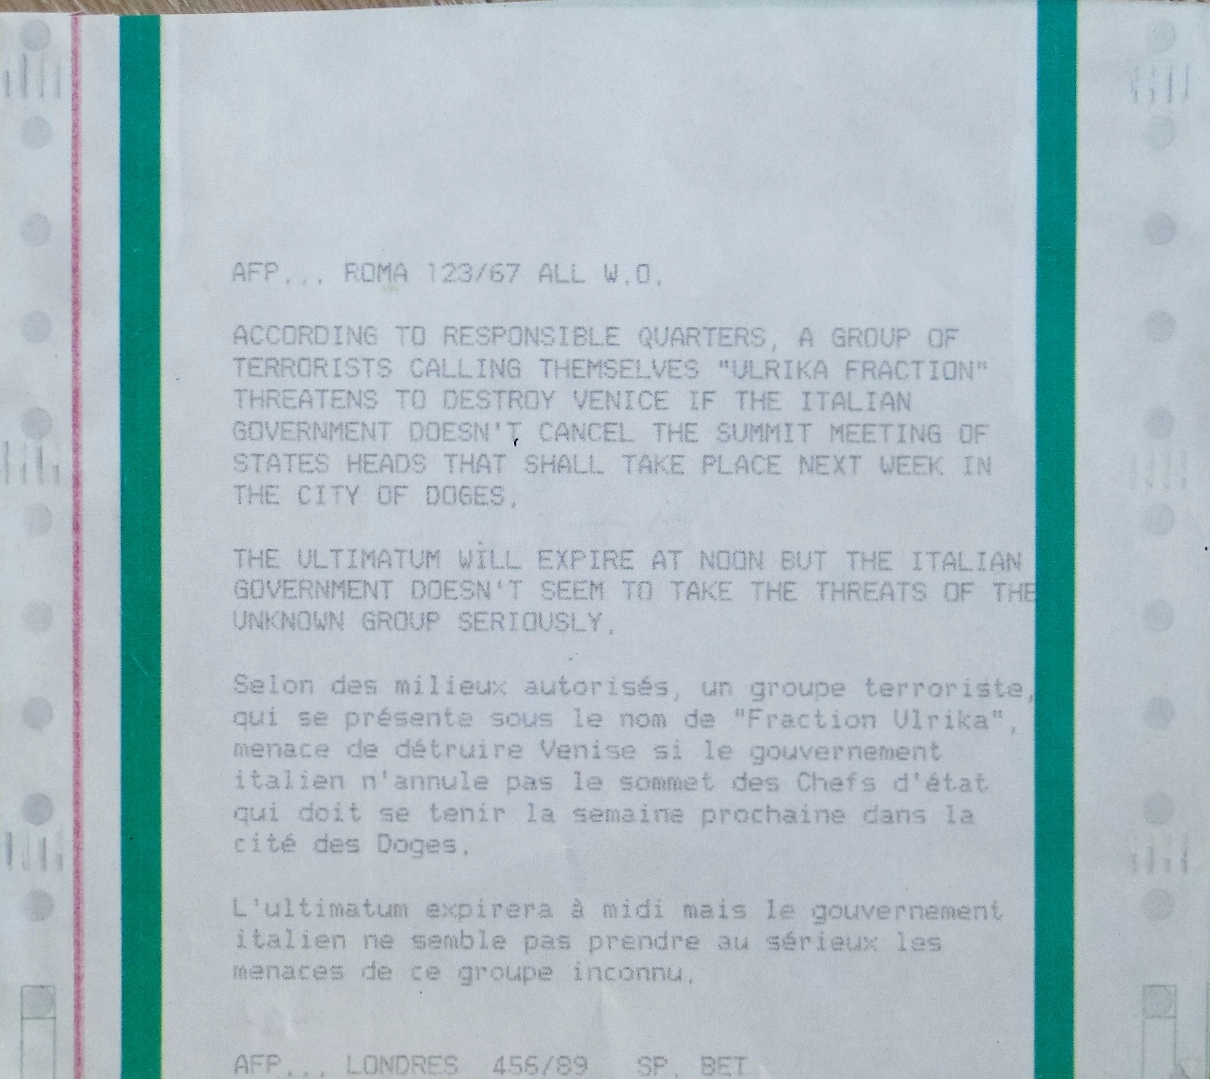 AFP... ROMA 123/67 ALL W.O.
ACCORDING TO RESPONSIBLE QUARTERS, A GROUP OF
TERRORISTS CALLING THEMSELVES "ULRIKA FRACTION"
THREATENS TO DESTROY VENICE IF THE ITALIAN
GOVERNMENT DOESN'T CANCEL THE SUMMIT MEETING OF
STATES HEADS THAT SHALL TAKE PLACE NEXT WEEK IN
THE CITY OF DOGES.
THE ULTIMATUM WILL EXPIRE AT NOON BUT THE ITALIAN
GOVERNMENT DOESN'T SEEM TO TAKE THE THREATS OF THE
UNKNOWN GROUP SERIOUSLY.
Selon des milieux autorisés, un groupe terroriste,
qui se présente sous le nom de "Fraction Ulrika",
menace de détruire Venise si le gouvernement
italien n'annule pas le sommet des Chefs d'état
qui doit se tenir la semaine prochaine dans la
cité des Doges.
L'ultimatum expirera à midi mais le gouvernement
italien ne semble pas prendre au sérieux les
menaces de ce groupe inconnu.
AFP... LONDRES 456/89 SP. BET